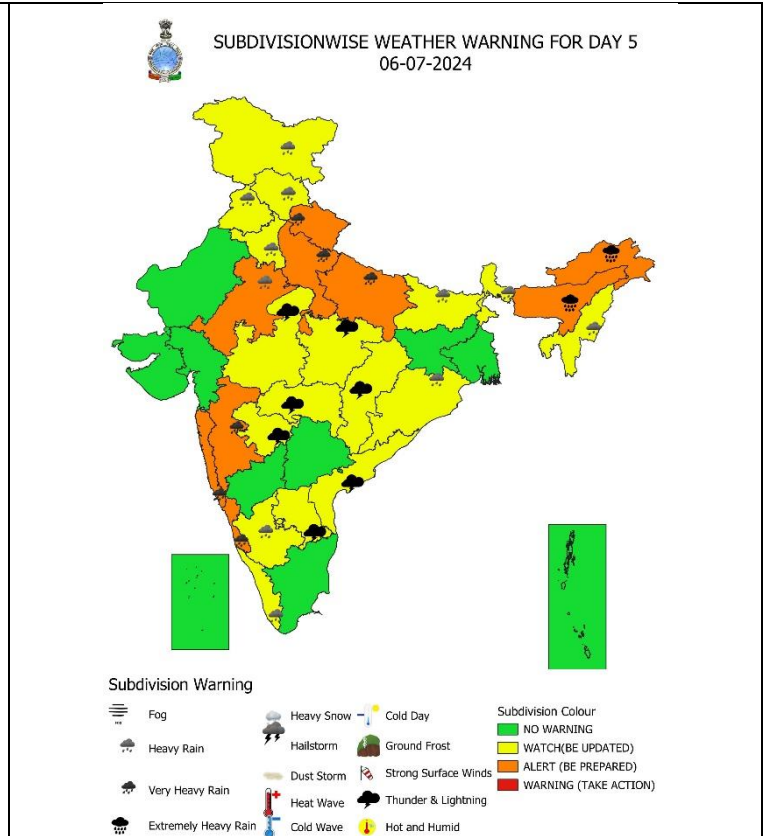 SUBDIVISIONWISE WEATHER WARNING FOR DAY 5
06-07-2024
Subdivision Warning
Fog
Heavy Rain
Very Heavy Rain
Extremely Heavy Rain
Heavy Snow
Hailstorm
Dust Storm
Heat Wave
Cold Wave
Cold Day
Ground Frost
Strong Surface Winds
Thunder & Lightning
Hot and Humid
Subdivision Colour
NO WARNING
WATCH(BE UPDATED)
ALERT (BE PREPARED)
WARNING (TAKE ACTION)